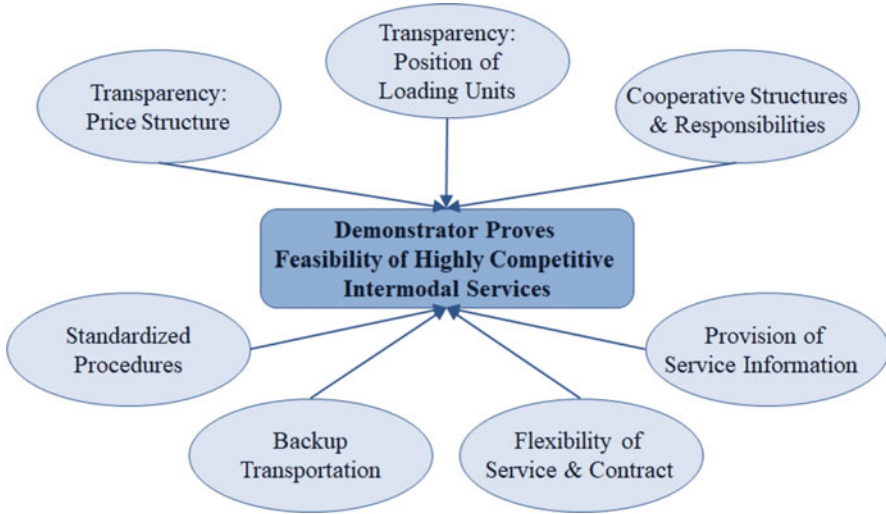 Transparency:
Price Structure
Transparency:
Position of
Loading Units
Cooperative Structures
& Responsibilities
Demonstrator Proves
Feasibility of Highly Competitive
Intermodal Services
Standardized
Procedures
Backup
Transportation
Flexibility of
Service & Contract
Provision of
Service Information